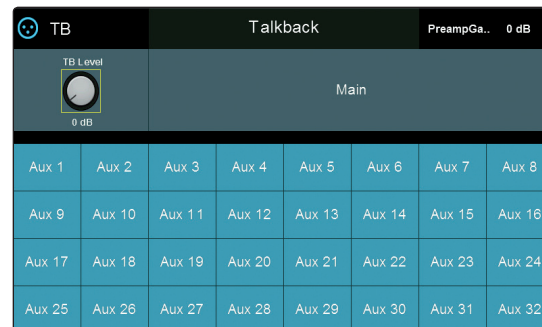 TB Talkback PreampGa.. 0 dB
TB Level
Main
0 dB
Aux 1 Aux 2 Aux 3 Aux 4 Aux 5 Aux 6 Aux 7 Aux 8
Aux 9 Aux 10 Aux 11 Aux 12 Aux 13 Aux 14 Aux 15 Aux 16
Aux 17 Aux 18 Aux 19 Aux 20 Aux 21 Aux 22 Aux 23 Aux 24
Aux 25 Aux 26 Aux 27 Aux 28 Aux 29 Aux 30 Aux 31 Aux 32